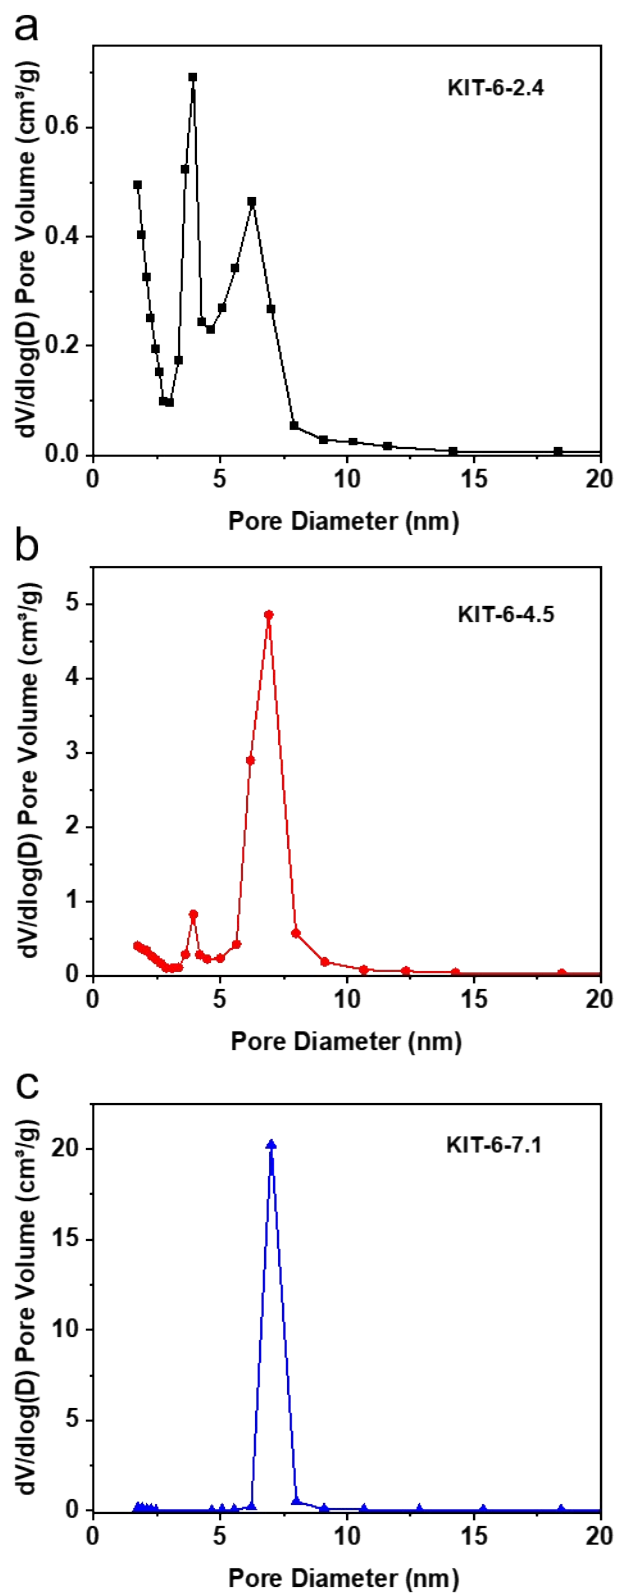 a
dV/dlog(D) Pore Volume (cm³/g)
KIT-6-2.4
0.6
0.4
0.2
0.0
0 5 10 15 20
Pore Diameter (nm)
b
dV/dlog(D) Pore Volume (cm³/g)
KIT-6-4.5
5
4
3
2
1
0
0 5 10 15 20
Pore Diameter (nm)
c
dV/dlog(D) Pore Volume (cm³/g)
KIT-6-7.1
20
15
10
5
0
0 5 10 15 20
Pore Diameter (nm)